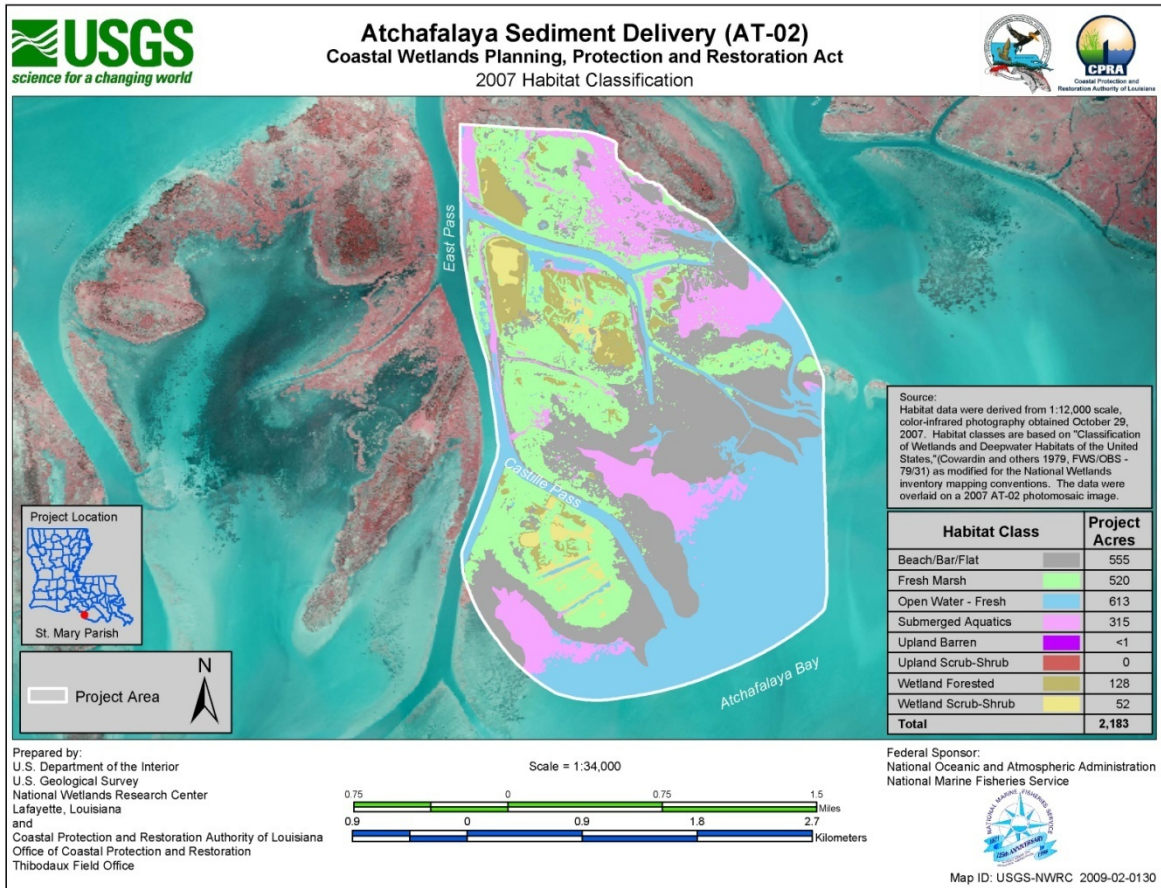 USGS
science for a changing world
Atchafalaya Sediment Delivery (AT-02)
Coastal Wetlands Planning, Protection and Restoration Act
2007 Habitat Classification
CPRA
Coastal Protection and
Restoration Authority of Louisiana
East Pass
Castille Pass
Atchafalaya Bay
Project Location
St. Mary Parish
Project Area
N
Source:
Habitat data were derived from 1:12,000 scale,
color-infrared photography obtained October 29,
2007. Habitat classes are based on "Classification
of Wetlands and Deepwater Habitats of the United
States,"(Cowardin and others 1979, FWS/OBS -
79/31) as modified for the National Wetlands
inventory mapping conventions. The data were
overlaid on a 2007 AT-02 photomosaic image.
Habitat Class Project Acres
Beach/Bar/Flat 555
Fresh Marsh 520
Open Water - Fresh 613
Submerged Aquatics 315
Upland Barren <1
Upland Scrub-Shrub 0
Wetland Forested 128
Wetland Scrub-Shrub 52
Total 2,183
Prepared by:
U.S. Department of the Interior
U.S. Geological Survey
National Wetlands Research Center
Lafayette, Louisiana
and
Coastal Protection and Restoration Authority of Louisiana
Office of Coastal Protection and Restoration
Thibodaux Field Office
Scale = 1:34,000
0.75 0 0.75 1.5
Miles
0.9 0 0.9 1.8 2.7
Kilometers
Federal Sponsor:
National Oceanic and Atmospheric Administration
National Marine Fisheries Service
NATIONAL MARINE FISHERIES SERVICE
125th ANNIVERSARY
Map ID: USGS-NWRC 2009-02-0130